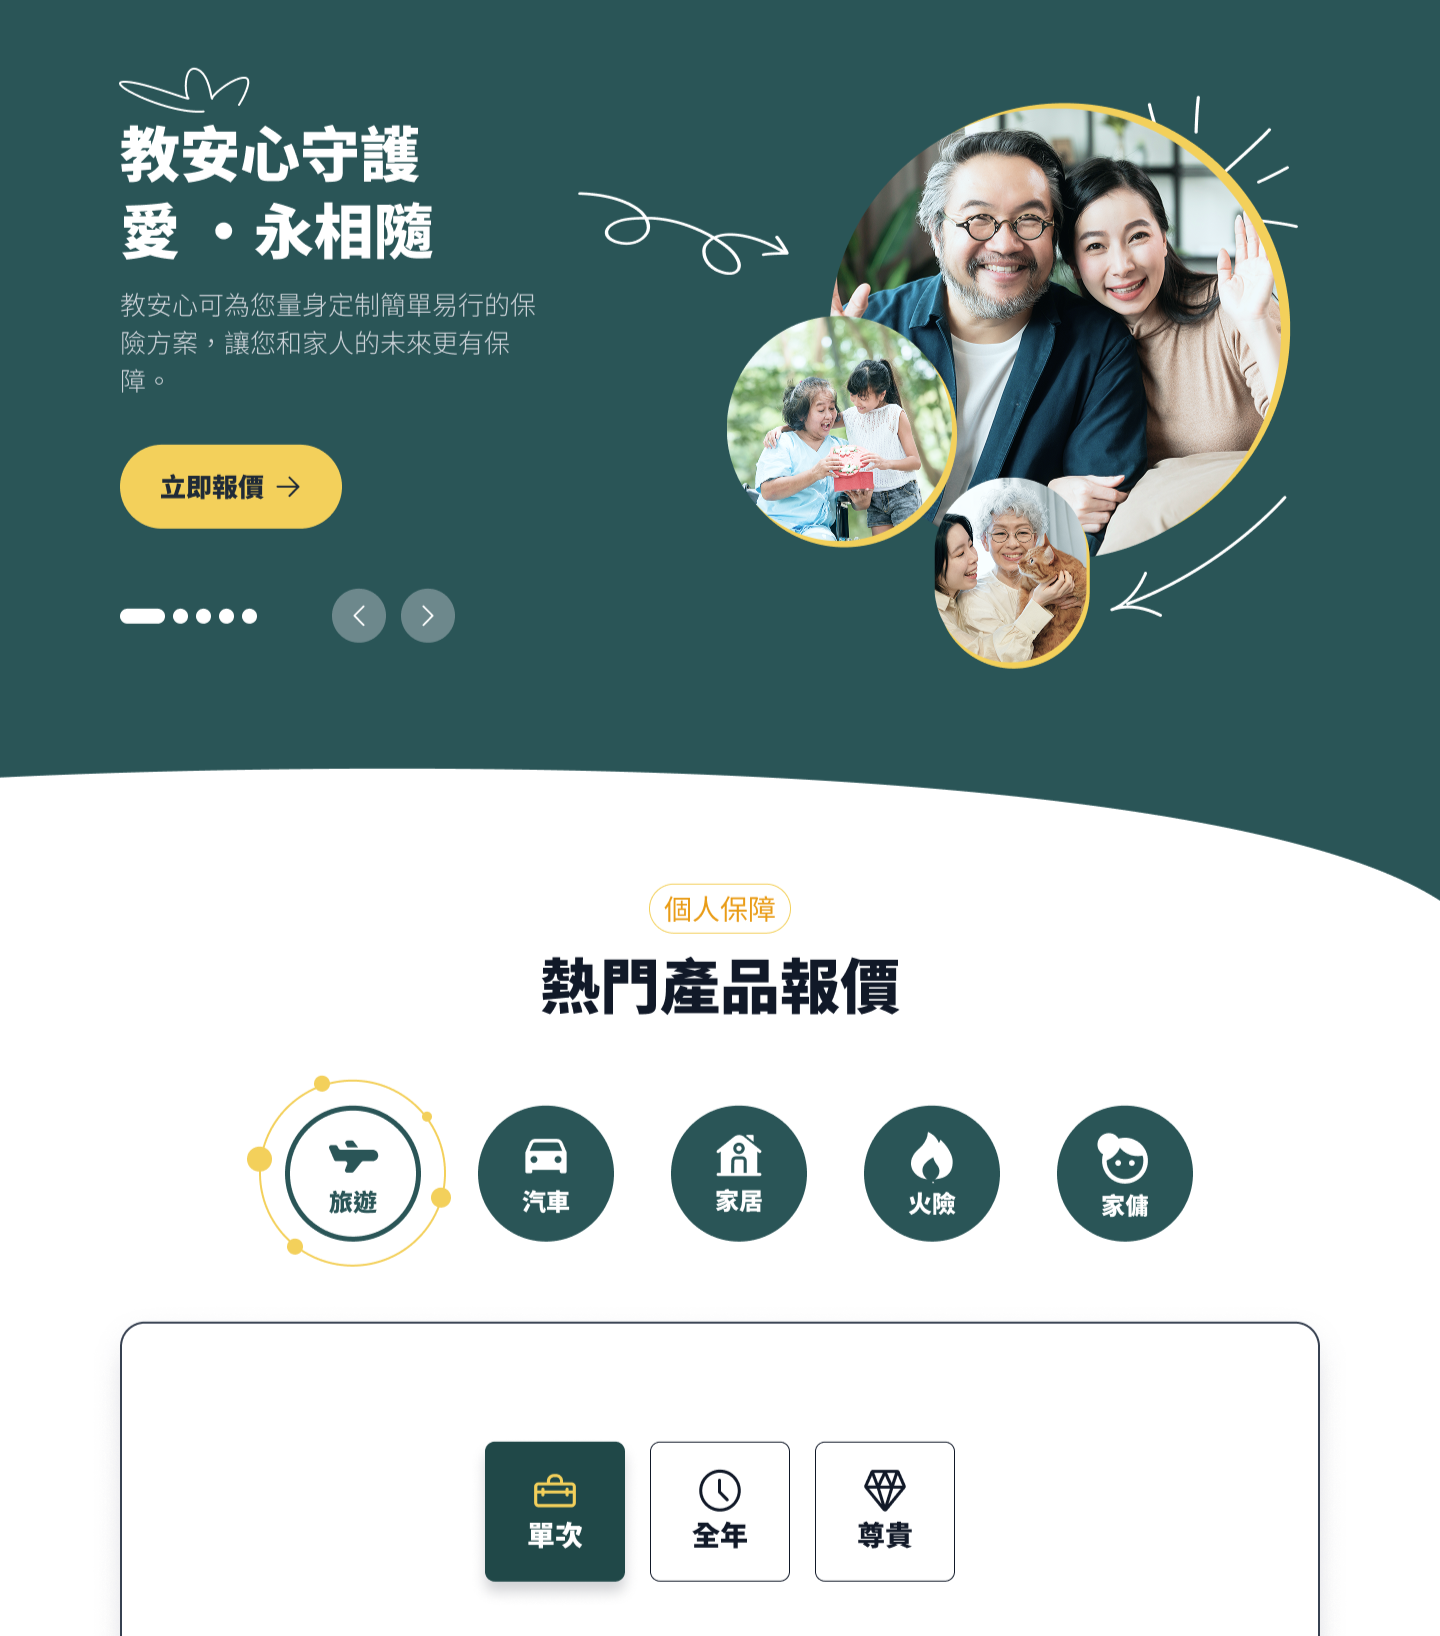 教安心守護
愛 ・永相隨
教安心可為您量身定制簡單易行的保
險方案，讓您和家人的未來更有保
障。
立即報價
個人保障
熱門產品報價
旅遊
汽車
家居
火險
家傭
單次
全年
尊貴